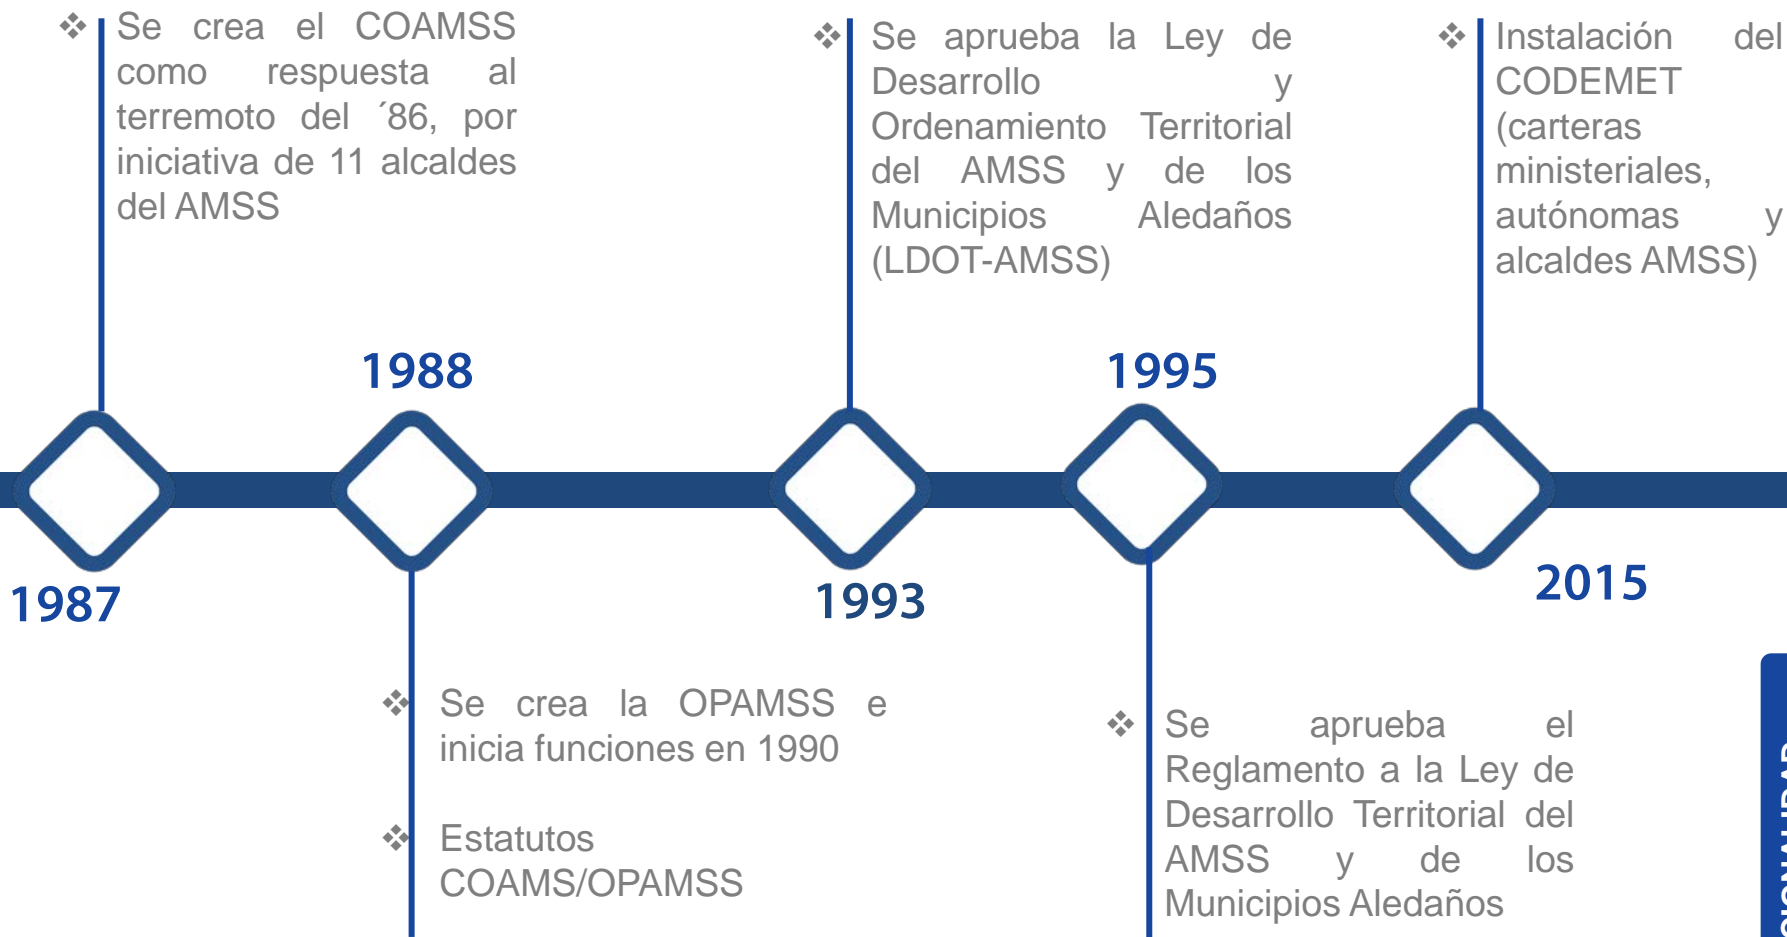 ❖ Se crea el COAMSS
como respuesta al
terremoto del ´86, por
iniciativa de 11 alcaldes
del AMSS
❖ Se aprueba la Ley de
Desarrollo y
Ordenamiento Territorial
del AMSS y de los
Municipios Aledaños
(LDOT-AMSS)
❖ Instalación del
CODEMET
(carteras
ministeriales,
autónomas y
alcaldes AMSS)
1988
1995
1987
1993
2015
❖ Se crea la OPAMSS e
inicia funciones en 1990
❖ Estatutos
COAMS/OPAMSS
❖ Se aprueba el
Reglamento a la Ley de
Desarrollo Territorial del
AMSS y de los
Municipios Aledaños